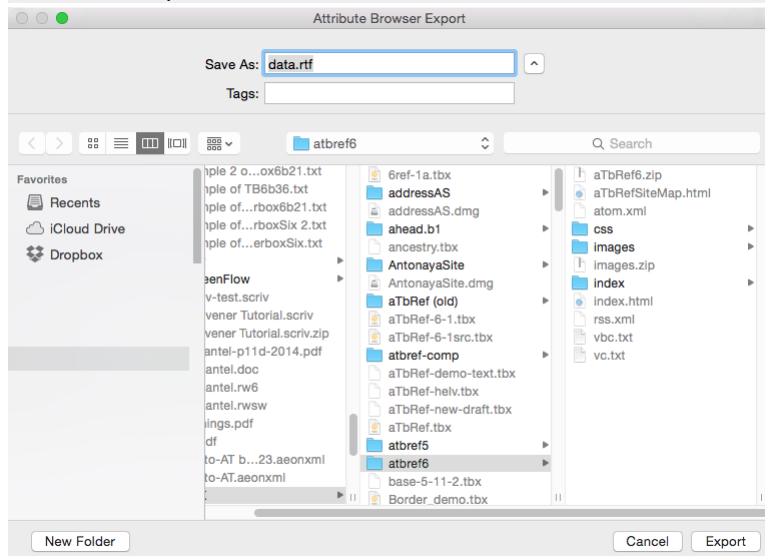 Attribute Browser Export
Save As: data.rtf
Tags:
atbref6
Search
Favorites
Recents
iCloud Drive
Dropbox
nple 2 o...ox6b21.txt
nple of TB6b36.txt
nple of...rbox6b21.txt
nple of...rboxSix 2.txt
nple of...erboxSix.txt
eenFlow
v-test.scriv
vener Tutorial.scriv
vener Tutorial.scriv.zip
antel-p11d-2014.pdf
antel.doc
antel.rw6
antel.rwsw
ings.pdf
df
to-AT b...23.aeonxml
to-AT.aeonxml
6ref-1a.tbx
addressAS
addressAS.dmg
ahead.b1
ancestry.tbx
AntonayaSite
AntonayaSite.dmg
aTbRef (old)
aTbRef-6-1.tbx
aTbRef-6-1src.tbx
atbref-comp
aTbRef-demo-text.tbx
aTbRef-helv.tbx
aTbRef-new-draft.tbx
aTbRef.tbx
atbref5
atbref6
base-5-11-2.tbx
Border_demo.tbx
aTbRef6.zip
aTbRefSiteMap.html
atom.xml
css
images
images.zip
index
index.html
rss.xml
vbc.txt
vc.txt
New Folder
Cancel
Export